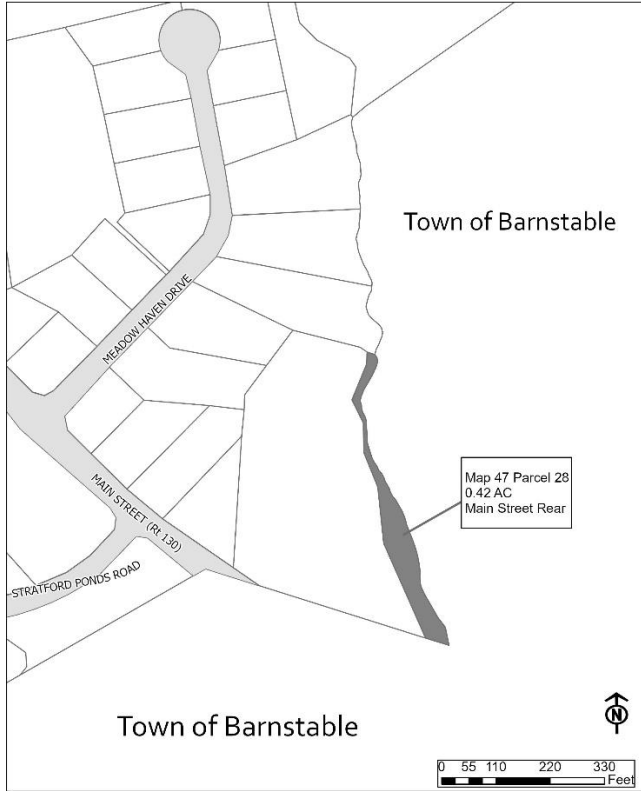 Town of Barnstable
MEADOW HAVEN DRIVE
Map 47 Parcel 28
0.42 AC
Main Street Rear
MAIN STREET (Rt 130)
STRATFORD PONDS ROAD
Town of Barnstable
N
0 55 110 220 330
Feet